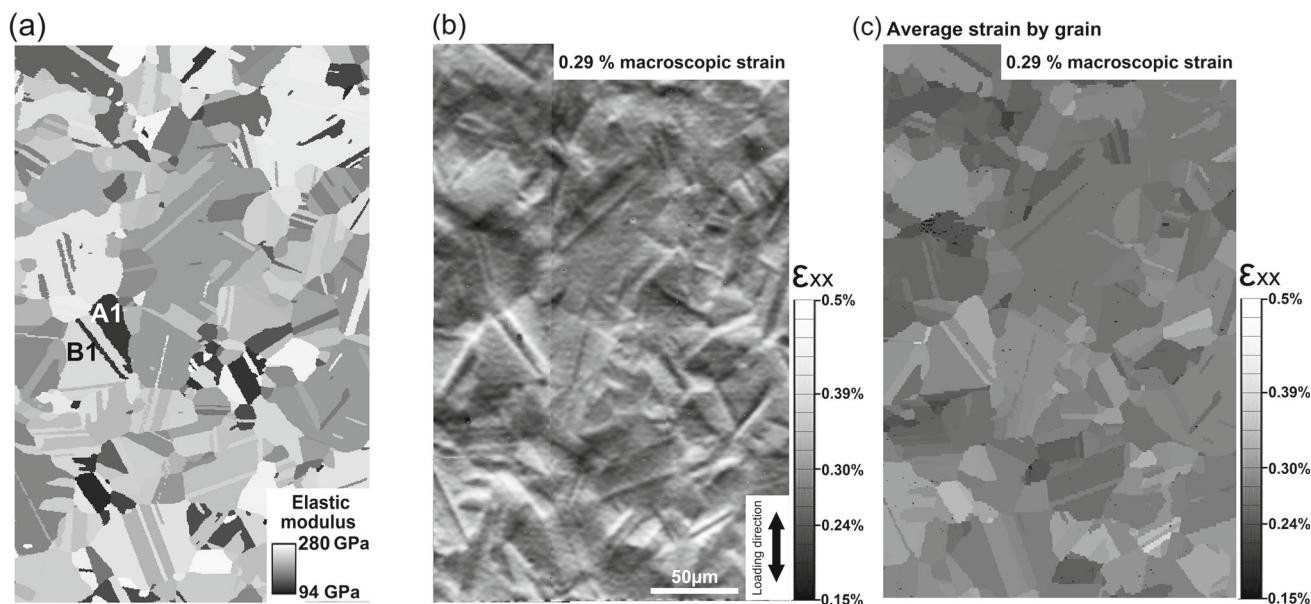 (a)
A1
B1
Elastic
modulus
280 GPa
94 GPa
(b)
0.29 % macroscopic strain
Loading direction
50µm
εxx
0.5%
0.39%
0.30%
0.24%
0.15%
(c) Average strain by grain
0.29 % macroscopic strain
εxx
0.5%
0.39%
0.30%
0.24%
0.15%